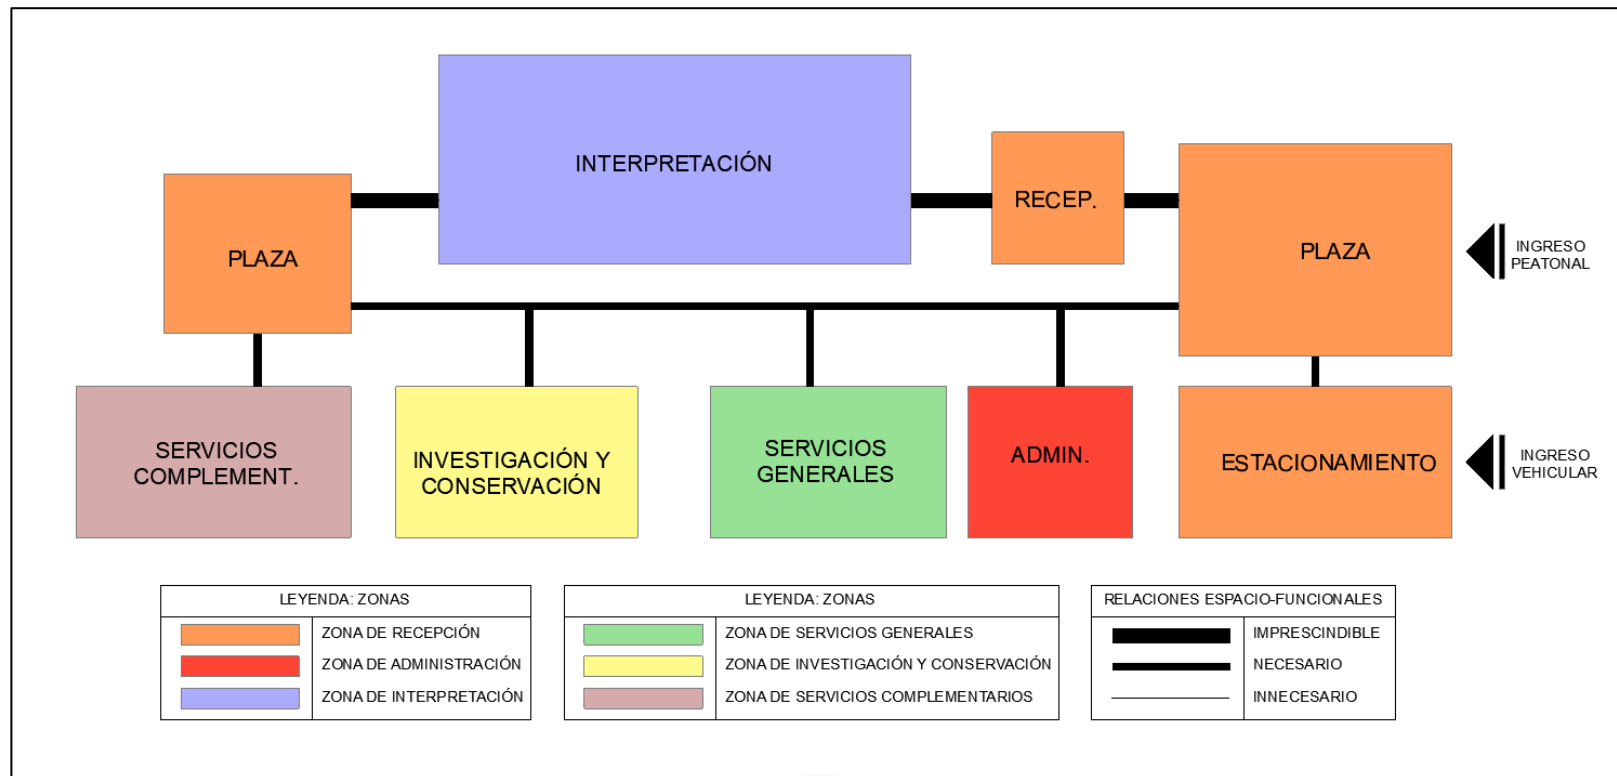 INTERPRETACIÓN
RECEP.
PLAZA
PLAZA
INGRESO
PEATONAL
SERVICIOS
COMPLEMENT.
INVESTIGACIÓN Y
CONSERVACIÓN
SERVICIOS
GENERALES
ADMIN.
ESTACIONAMIENTO
INGRESO
VEHICULAR
LEYENDA: ZONAS
ZONA DE RECEPCIÓN
ZONA DE ADMINISTRACIÓN
ZONA DE INTERPRETACIÓN
LEYENDA: ZONAS
ZONA DE SERVICIOS GENERALES
ZONA DE INVESTIGACIÓN Y CONSERVACIÓN
ZONA DE SERVICIOS COMPLEMENTARIOS
RELACIONES ESPACIO-FUNCIONALES
IMPRESCINDIBLE
NECESARIO
INNECESARIO